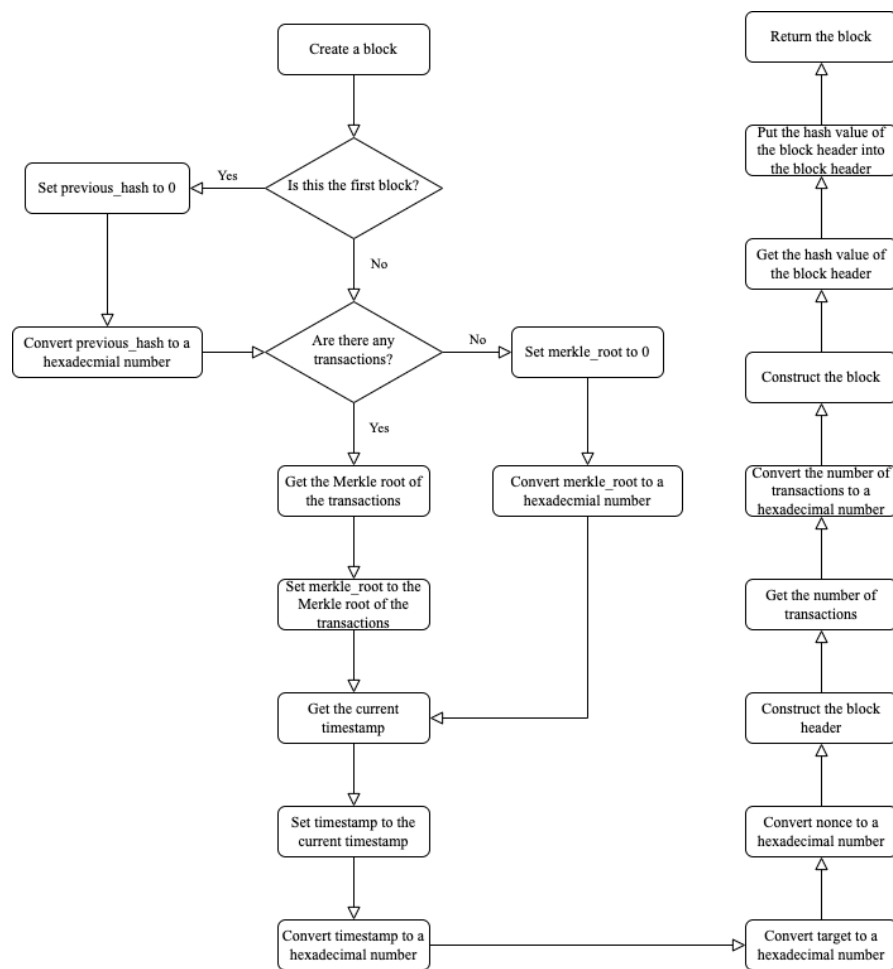 Create a block
Is this the first block?
Yes
Set previous_hash to 0
No
Convert previous_hash to a
hexadecmial number
Are there any
transactions?
No
Set merkle_root to 0
Yes
Get the Merkle root of
the transactions
Convert merkle_root to a
hexadecmial number
Set merkle_root to the
Merkle root of the
transactions
Get the current
timestamp
Set timestamp to the
current timestamp
Convert timestamp to a
hexadecimal number
Convert target to a
hexadecimal number
Convert nonce to a
hexadecimal number
Construct the block
header
Get the number of
transactions
Convert the number of
transactions to a
hexadecimal number
Construct the block
Get the hash value of
the block header
Put the hash value of
the block header into
the block header
Return the block